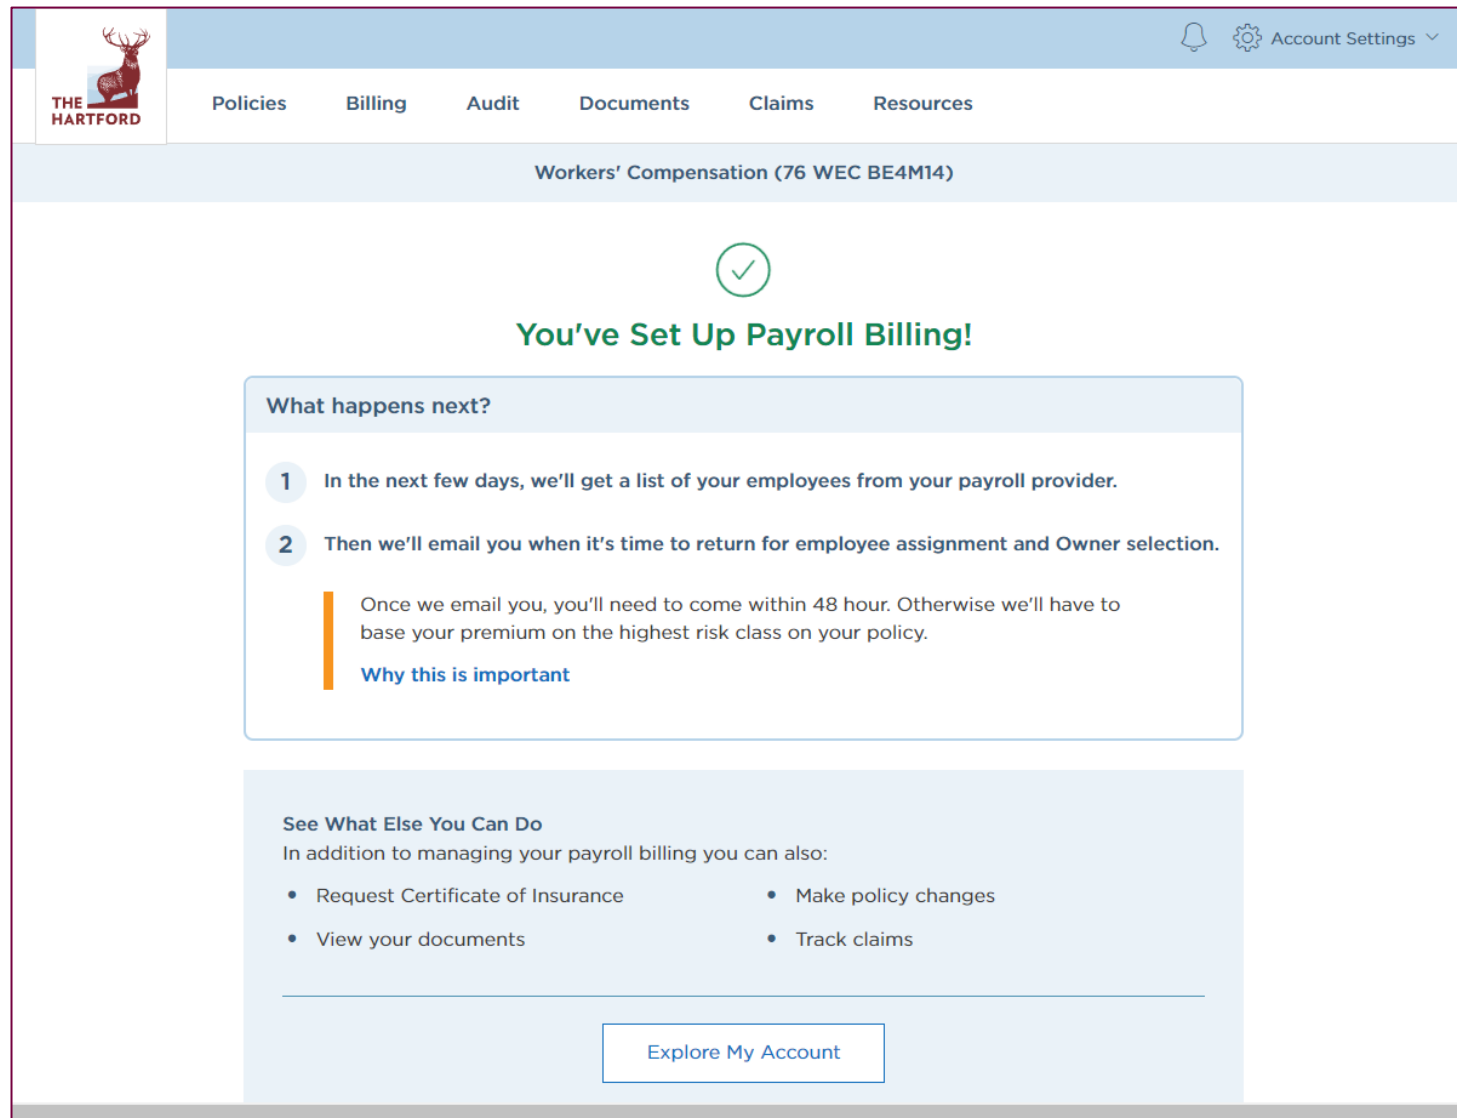 Account Settings
THE
HARTFORD
Policies
Billing
Audit
Documents
Claims
Resources
Workers' Compensation (76 WEC BE4M14)
You've Set Up Payroll Billing!
What happens next?
1 In the next few days, we'll get a list of your employees from your payroll provider.
2 Then we'll email you when it's time to return for employee assignment and Owner selection.
Once we email you, you'll need to come within 48 hour. Otherwise we'll have to
base your premium on the highest risk class on your policy.
Why this is important
See What Else You Can Do
In addition to managing your payroll billing you can also:
• Request Certificate of Insurance
• View your documents
• Make policy changes
• Track claims
Explore My Account